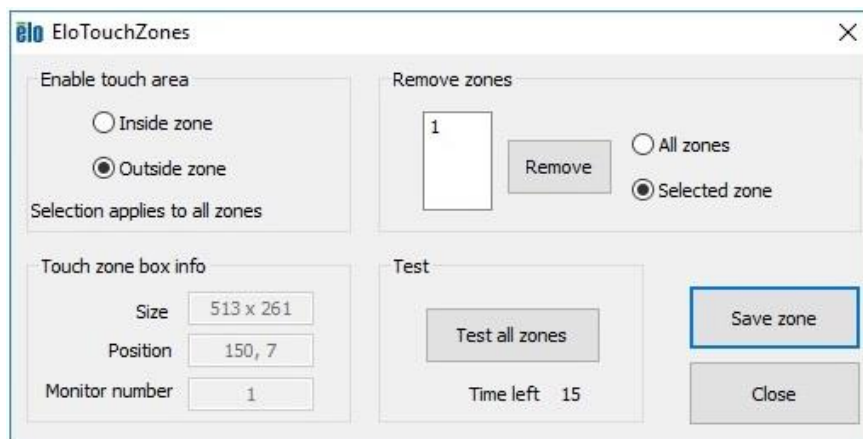 elo EloTouchZones
Enable touch area
Inside zone
Outside zone
Selection applies to all zones
Remove zones
1
Remove
All zones
Selected zone
Touch zone box info
Size 513 x 261
Position 150, 7
Monitor number 1
Test
Test all zones
Time left 15
Save zone
Close